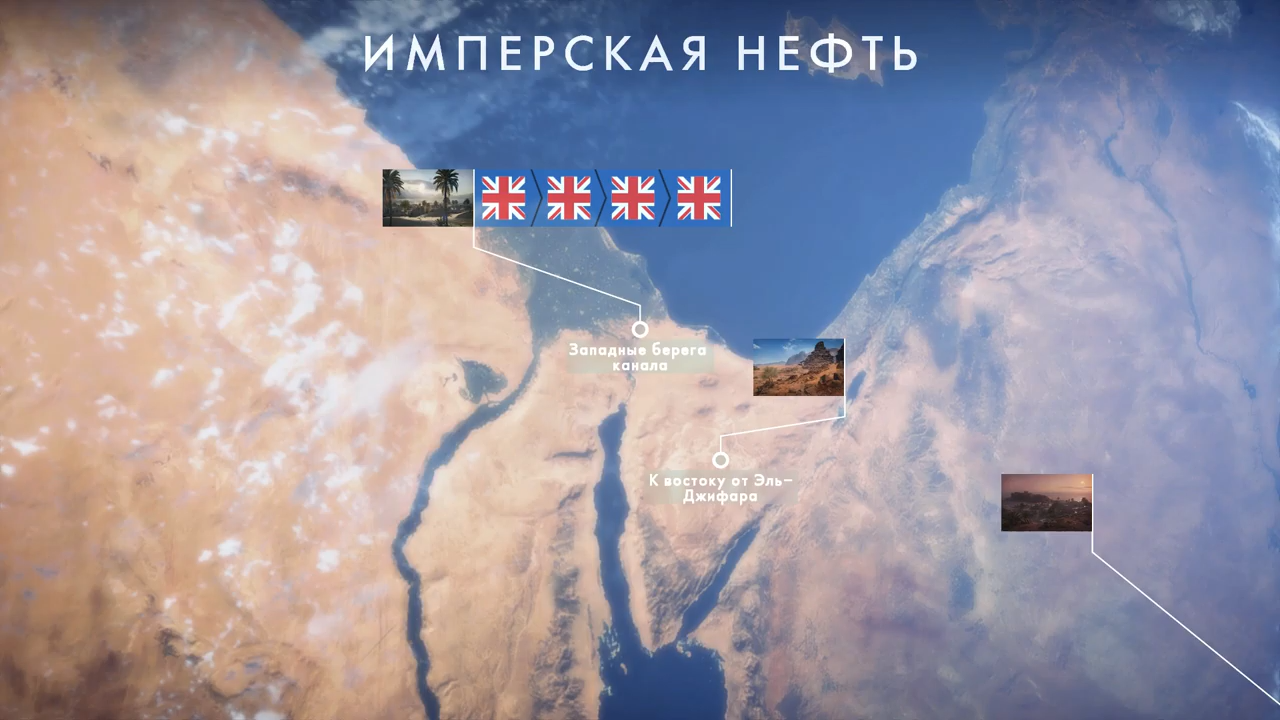 ИМПЕРСКАЯ НЕФТЬ
Западные берега
канала
К востоку от Эль-
Джифара